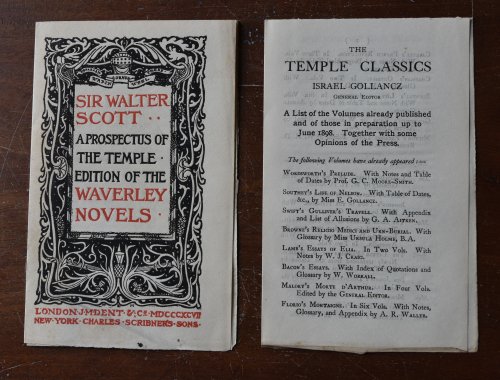 SIR WALTER
SCOTT
A PROSPECTUS OF
THE TEMPLE
EDITION OF THE
WAVERLEY
NOVELS
LONDON J·M·DENT & CO MDCCCXCVII
NEW·YORK·CHARLES·SCRIBNER'S·SONS·
THE
TEMPLE CLASSICS
ISRAEL GOLLANCZ
GENERAL EDITOR
A List of the Volumes already published
and of those in preparation up to
June 1898. Together with some
Opinions of the Press.
The following Volumes have already appeared:—
WORDSWORTH'S PRELUDE. With Notes and
Table of Dates by Prof. G. C. MOORE-SMITH.
SOUTHEY'S LIFE OF NELSON. With Table of Dates,
&c., by Miss E. GOLLANCZ.
SWIFT'S GULLIVER'S TRAVELS. With Appendix
and List of Allusions by G. A. AITKEN.
BROWNE'S RELIGIO MEDICI AND URN-BURIAL. With
Glossary by Miss URSULA HOLME, B.A.
LAMB'S ESSAYS OF ELIA. In Two Vols. With
Notes by W. J. CRAIG.
BACON'S ESSAYS. With Index of Quotations and
Glossary by W. WORRALL.
MALORY'S MORTE D'ARTHUR. In Four Vols.
Edited by the GENERAL EDITOR.
FLORIO'S MONTAIGNE. In Six Vols. With Notes,
Glossary, and Appendix by A. R. WALLER.